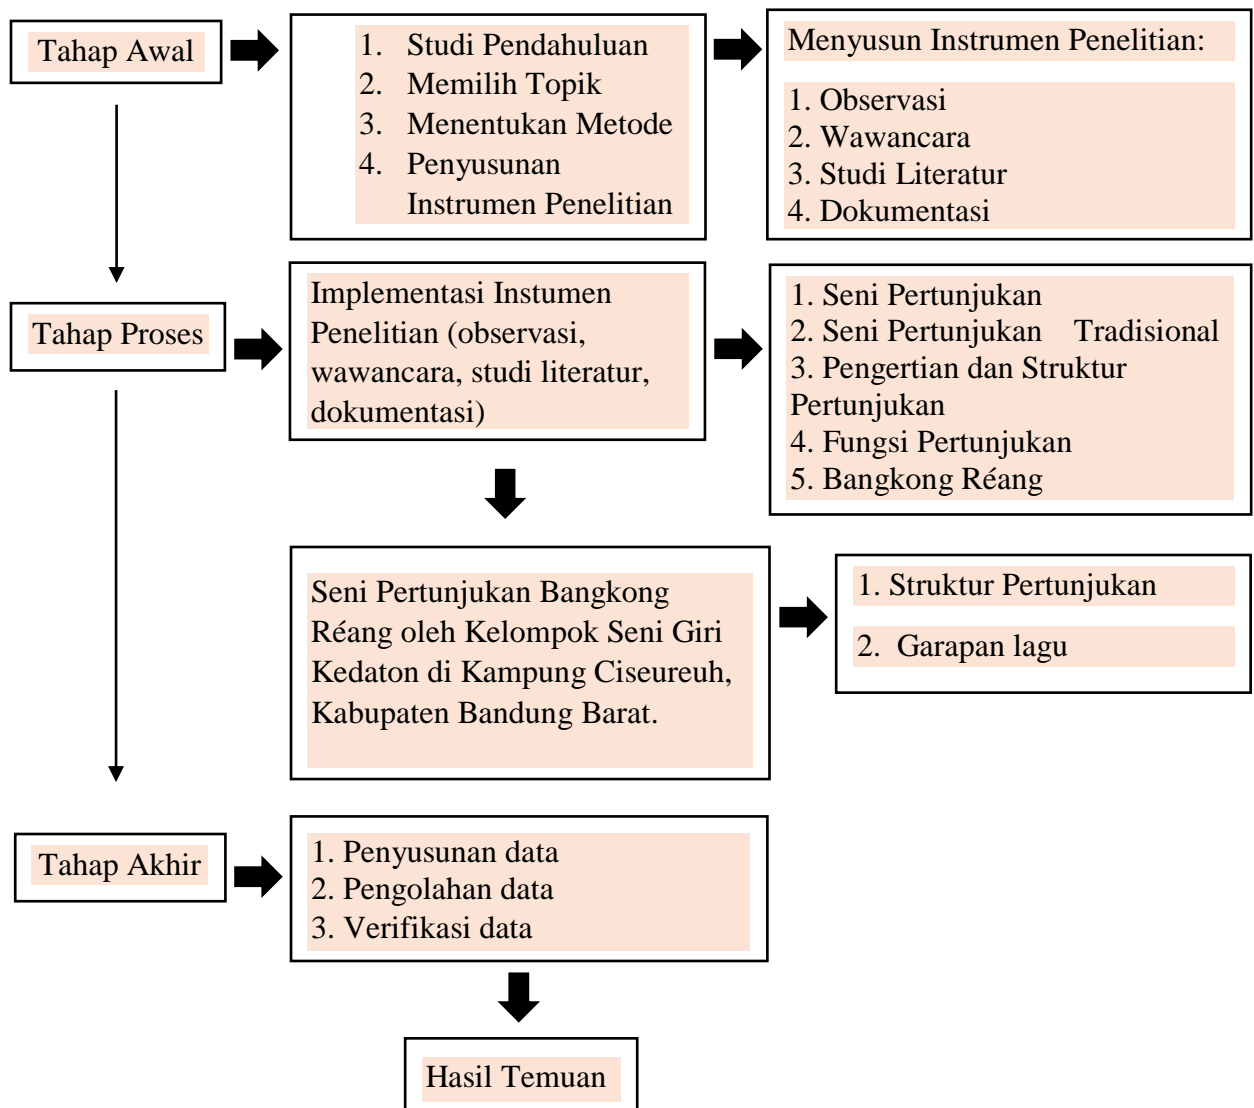 Tahap Awal
1. Studi Pendahuluan
2. Memilih Topik
3. Menentukan Metode
4. Penyusunan
Instrumen Penelitian
Menyusun Instrumen Penelitian:
1. Observasi
2. Wawancara
3. Studi Literatur
4. Dokumentasi
Tahap Proses
Implementasi Instumen
Penelitian (observasi,
wawancara, studi literatur,
dokumentasi)
1. Seni Pertunjukan
2. Seni Pertunjukan Tradisional
3. Pengertian dan Struktur
Pertunjukan
4. Fungsi Pertunjukan
5. Bangkong Réang
Seni Pertunjukan Bangkong
Réang oleh Kelompok Seni Giri
Kedaton di Kampung Ciseureuh,
Kabupaten Bandung Barat.
1. Struktur Pertunjukan
2. Garapan lagu
Tahap Akhir
1. Penyusunan data
2. Pengolahan data
3. Verifikasi data
Hasil Temuan